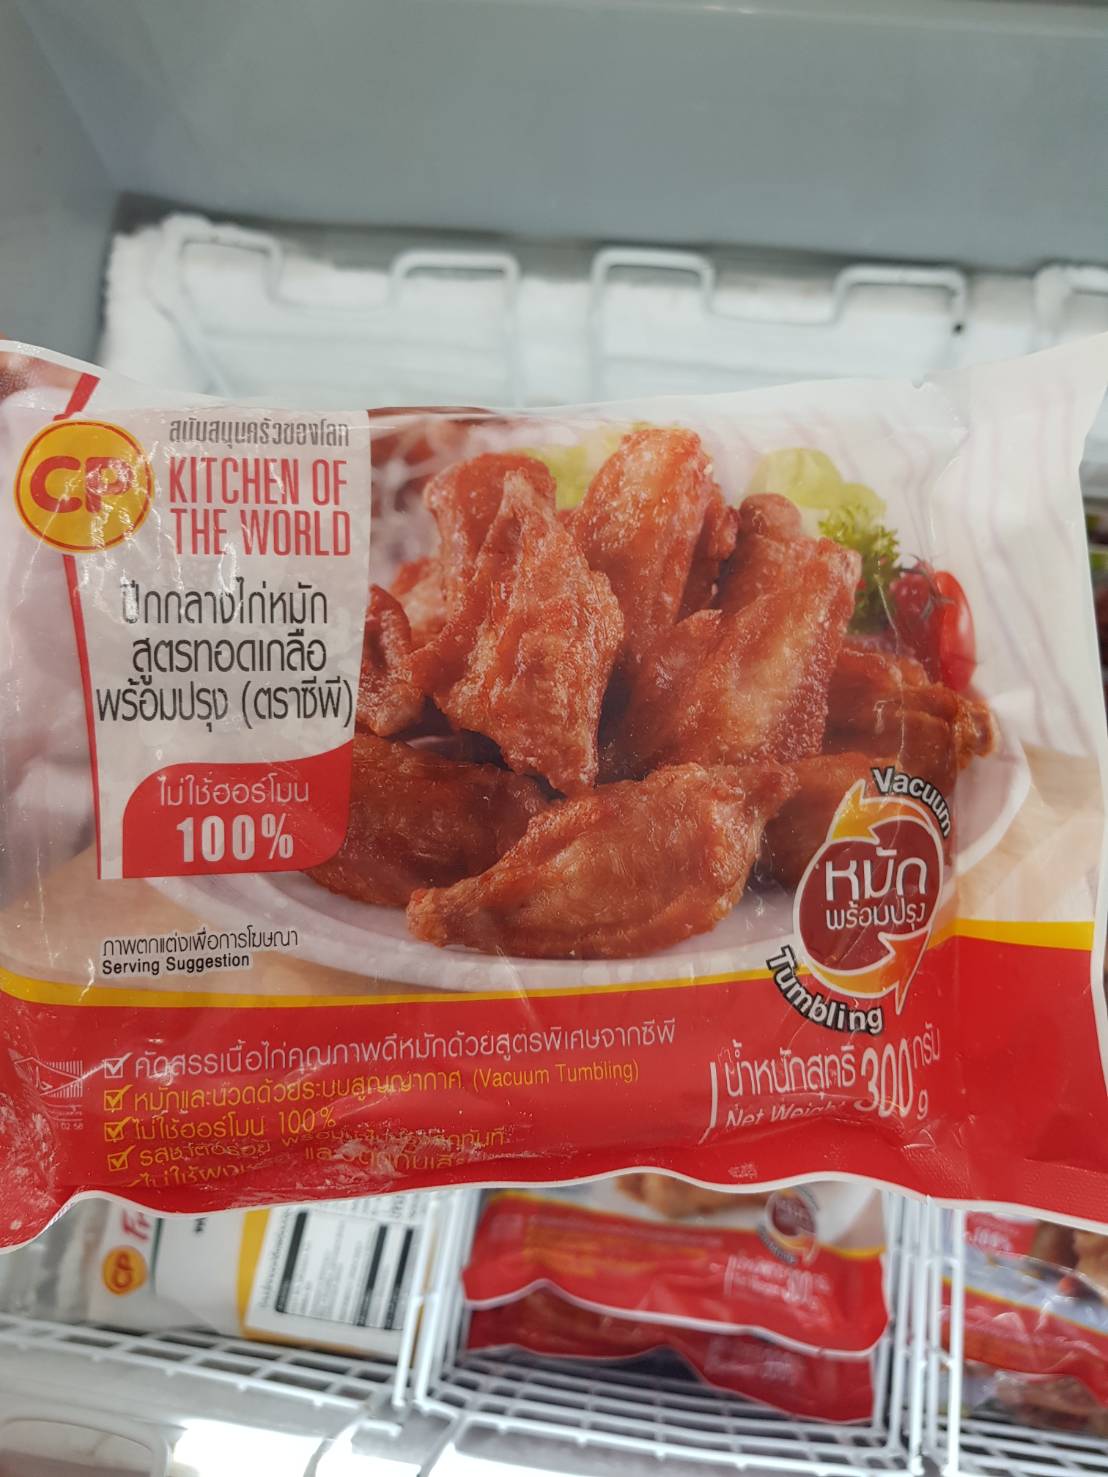 CP
สนับสนุนครัวของโลก
KITCHEN OF
THE WORLD
ปีกกลางไก่หมัก
สูตรทอดเกลือ
พร้อมปรุง (ตราซีพี)
ไม่ใช้ฮอร์โมน
100%
ภาพตกแต่งเพื่อการโฆษณา
Serving Suggestion
Vacuum
หมัก
พร้อมปรุง
Tumbling
คัดสรรเนื้อไก่คุณภาพดีหมักด้วยสูตรพิเศษจากซีพี
หมักและนวดด้วยระบบสูญญากาศ (Vacuum Tumbling)
ไม่ใช้ฮอร์โมน 100%
น้ำหนักสุทธิ 300 กรัม
Net Weight g